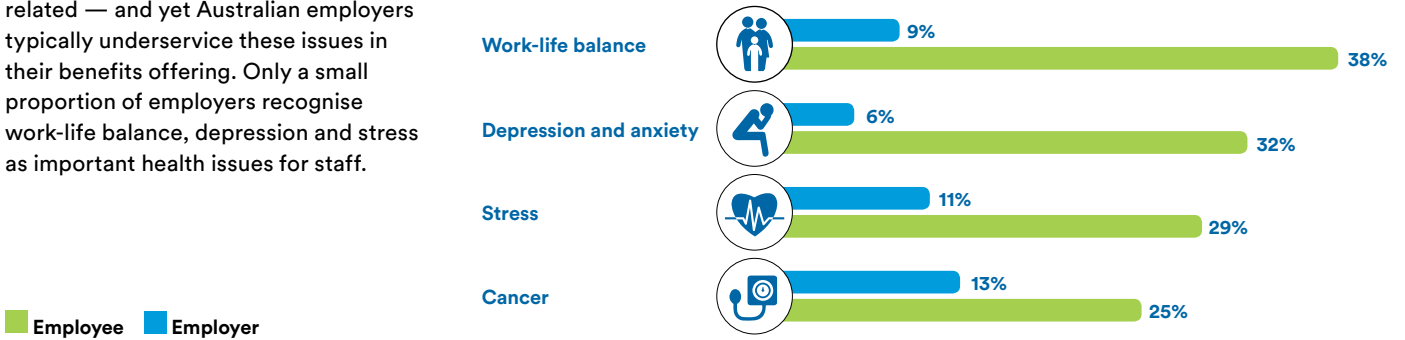 related — and yet Australian employers
typically underservice these issues in
their benefits offering. Only a small
proportion of employers recognise
work-life balance, depression and stress
as important health issues for staff.
Employee Employer
Work-life balance
9%
38%
Depression and anxiety
6%
32%
Stress
11%
29%
Cancer
13%
25%